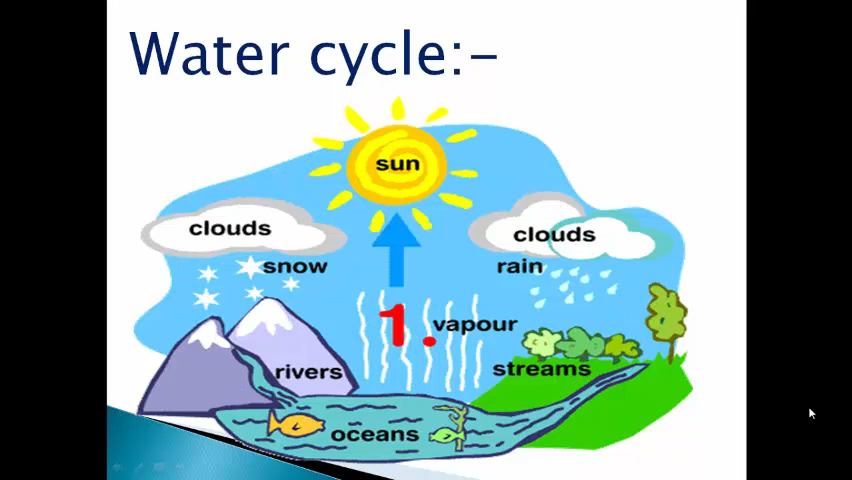 Water cycle:-
sun
clouds
clouds
snow
rain
1.
vapour
rivers
streams
oceans